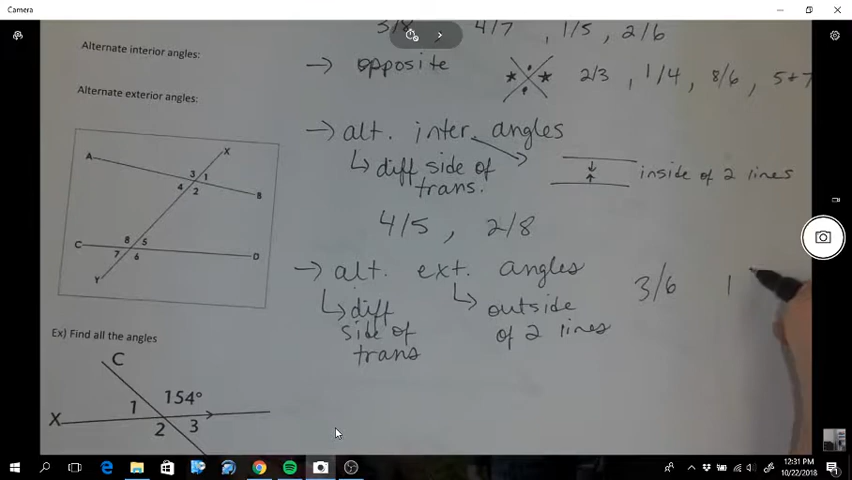 Camera
3/8 , 4/7 , 1/5 , 2/6
Alternate interior angles:
→ opposite 2/3 , 1/4 , 8/6 , 5+7
Alternate exterior angles:
→ alt. inter. angles
↳ diff side of trans.
inside of 2 lines
4/5 , 2/8
→ alt. ext. angles 3/6 1
↳ diff side of trans
↳ outside of 2 lines
A
X
3 1
4 2
B
C
8 5
7 6
D
Y
Ex) Find all the angles
C
154°
1
X
2 3
12:31 PM
10/22/2018